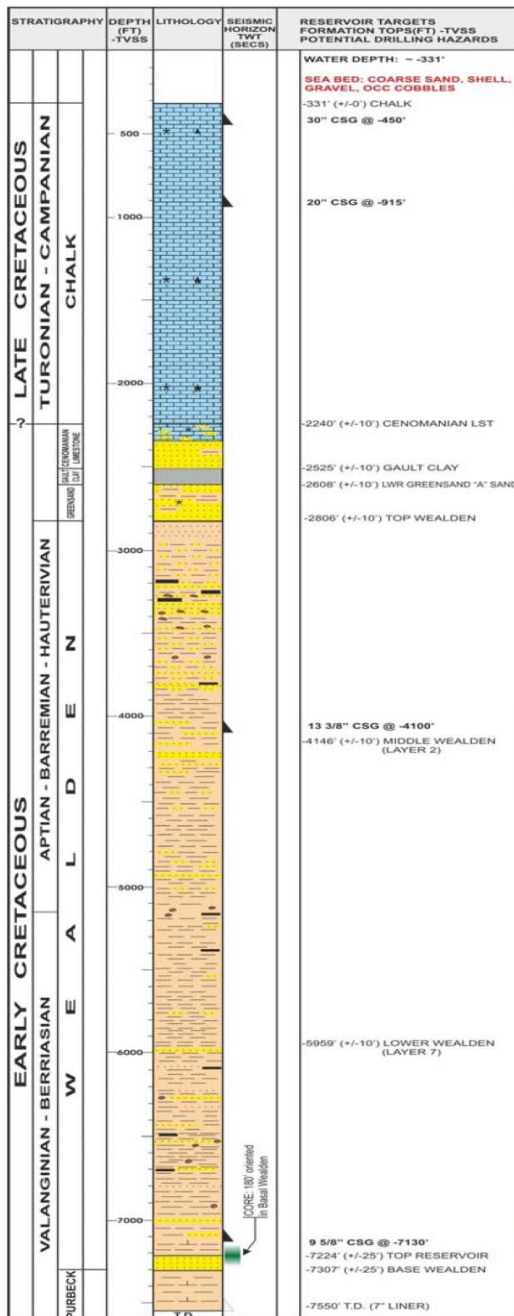 STRATIGRAPHY
DEPTH
(FT)
-TVSS
LITHOLOGY
SEISMIC
HORIZON
TWT
(SECS)
RESERVOIR TARGETS
FORMATION TOPS(FT) -TVSS
POTENTIAL DRILLING HAZARDS
WATER DEPTH: ~ -331'
SEA BED: COARSE SAND, SHELL,
GRAVEL, OCC COBBLES
-331' (+/-0') CHALK
30" CSG @ -450'
500
20" CSG @ -915'
1000
LATE CRETACEOUS
TURONIAN - CAMPANIAN
CHALK
2000
?
-2240' (+/-10') CENOMANIAN LST
CENOMANIAN
LIMESTONE
-2525' (+/-10') GAULT CLAY
GAULT
CLAY
-2608' (+/-10') LWR GREENSAND "A" SAND
GREENSAND
-2806' (+/-10') TOP WEALDEN
3000
EARLY CRETACEOUS
APTIAN - BARREMIAN - HAUTERIVIAN
WEALDEN
4000
13 3/8" CSG @ -4100'
-4146' (+/-10') MIDDLE WEALDEN
(LAYER 2)
5000
VALANGINIAN - BERRIASIAN
-5959' (+/-10') LOWER WEALDEN
(LAYER 7)
6000
CORE: 180' oriented
in Basal Wealden
7000
9 5/8" CSG @ -7130'
-7224' (+/-25') TOP RESERVOIR
-7307' (+/-25') BASE WEALDEN
PURBECK
-7550' T.D. (7" LINER)
T.D.